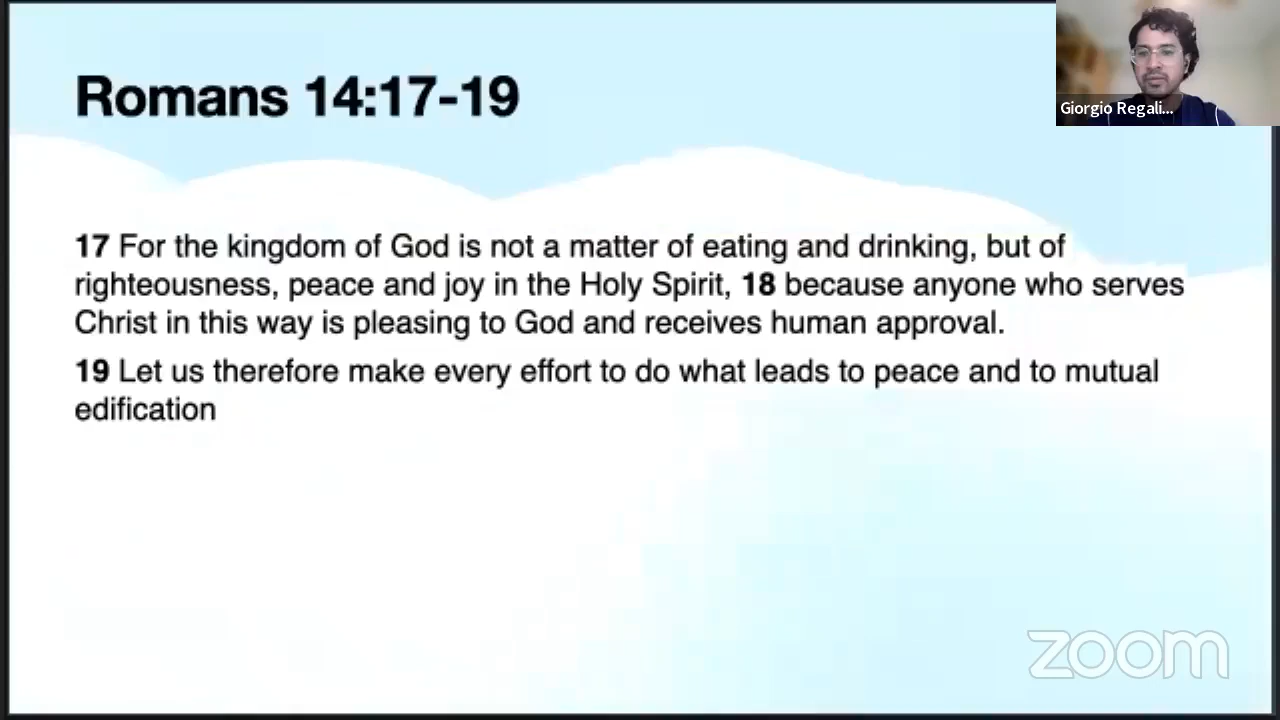 Romans 14:17-19
Giorgio Regali...
17 For the kingdom of God is not a matter of eating and drinking, but of
righteousness, peace and joy in the Holy Spirit, 18 because anyone who serves
Christ in this way is pleasing to God and receives human approval.
19 Let us therefore make every effort to do what leads to peace and to mutual
edification
zoom